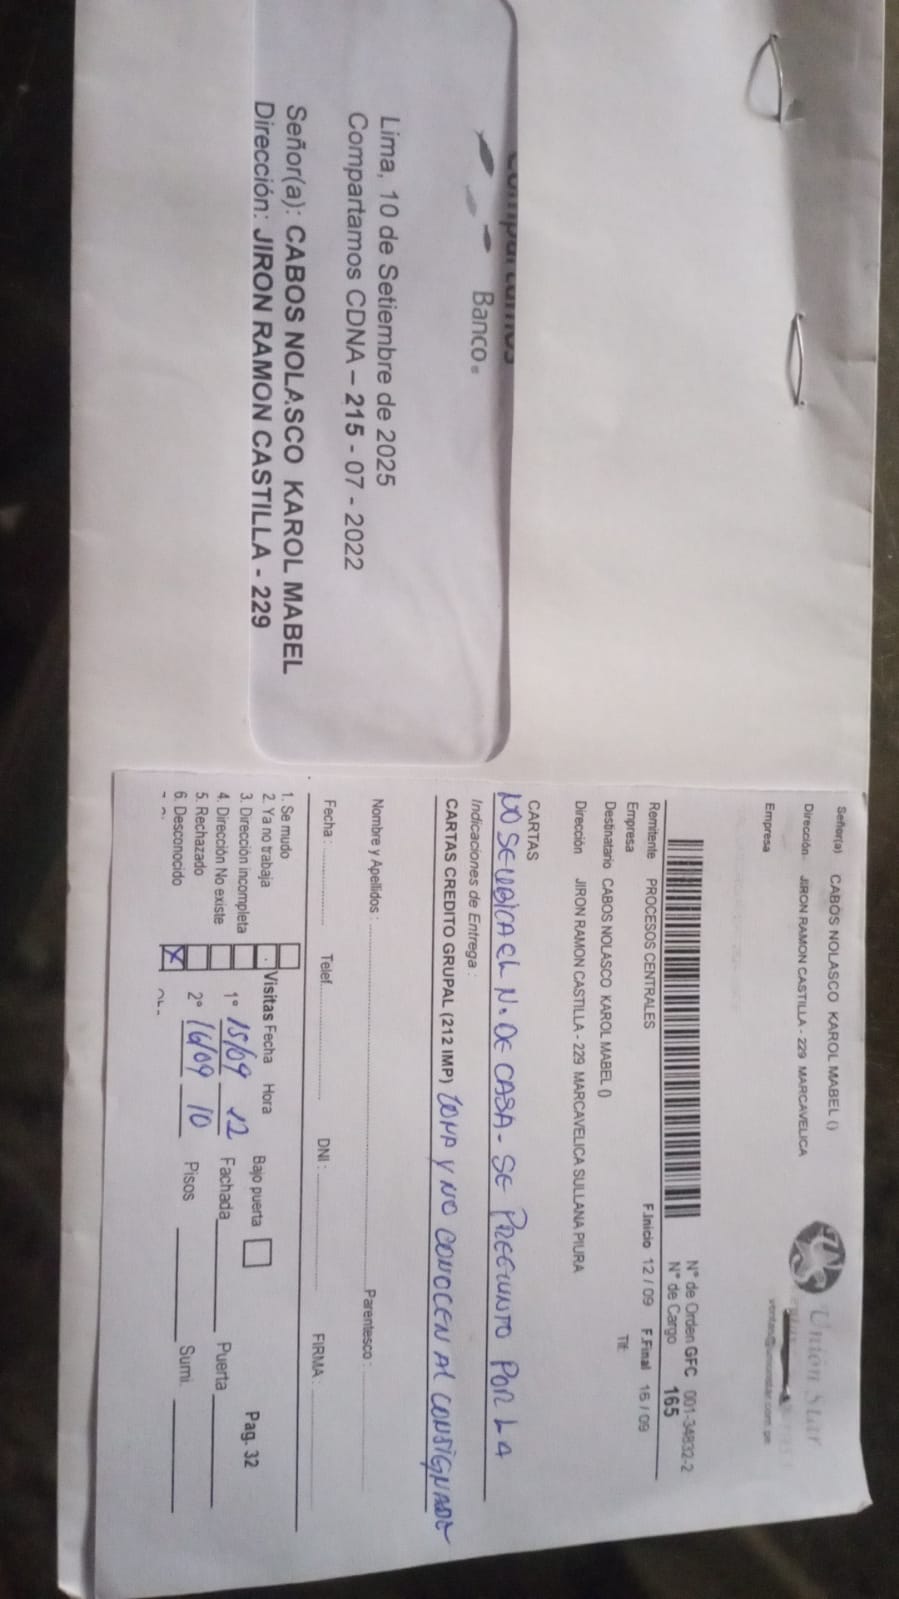 Compartamos
Banco
Lima, 10 de Setiembre de 2025
Compartamos CDNA – 215 - 07 - 2022
Señor(a): CABOS NOLASCO KAROL MABEL
Dirección: JIRON RAMON CASTILLA - 229
Señor(a) CABOS NOLASCO KAROL MABEL ()
Dirección JIRON RAMON CASTILLA - 229 MARCAVELICA
Empresa
Union Star
N° de Orden GFC 001-34832-2
N° de Cargo 165
Remitente PROCESOS CENTRALES F.Inicio 12 / 09 F.Final 16 / 09
Empresa Tlf:
Destinatario CABOS NOLASCO KAROL MABEL ()
Dirección JIRON RAMON CASTILLA - 229 MARCAVELICA SULLANA PIURA
CARTAS
NO SE UBICA EL N. DE CASA - SE PREGUNTO POR LA
Indicaciones de Entrega :
CARTAS CREDITO GRUPAL (212 IMP) ZONA Y NO CONOCEN AL CONSIGNADO
Nombre y Apellidos : Parentesco :
Fecha : Telef. DNI : FIRMA :
1. Se mudo
2. Ya no trabaja
3. Dirección incompleta
4. Dirección No existe
5. Rechazado
6. Desconocido X
Visitas Fecha Hora Bajo puerta Pag. 32
1° 15/09 12 Fachada Puerta
2° 16/09 10 Pisos Sumi.